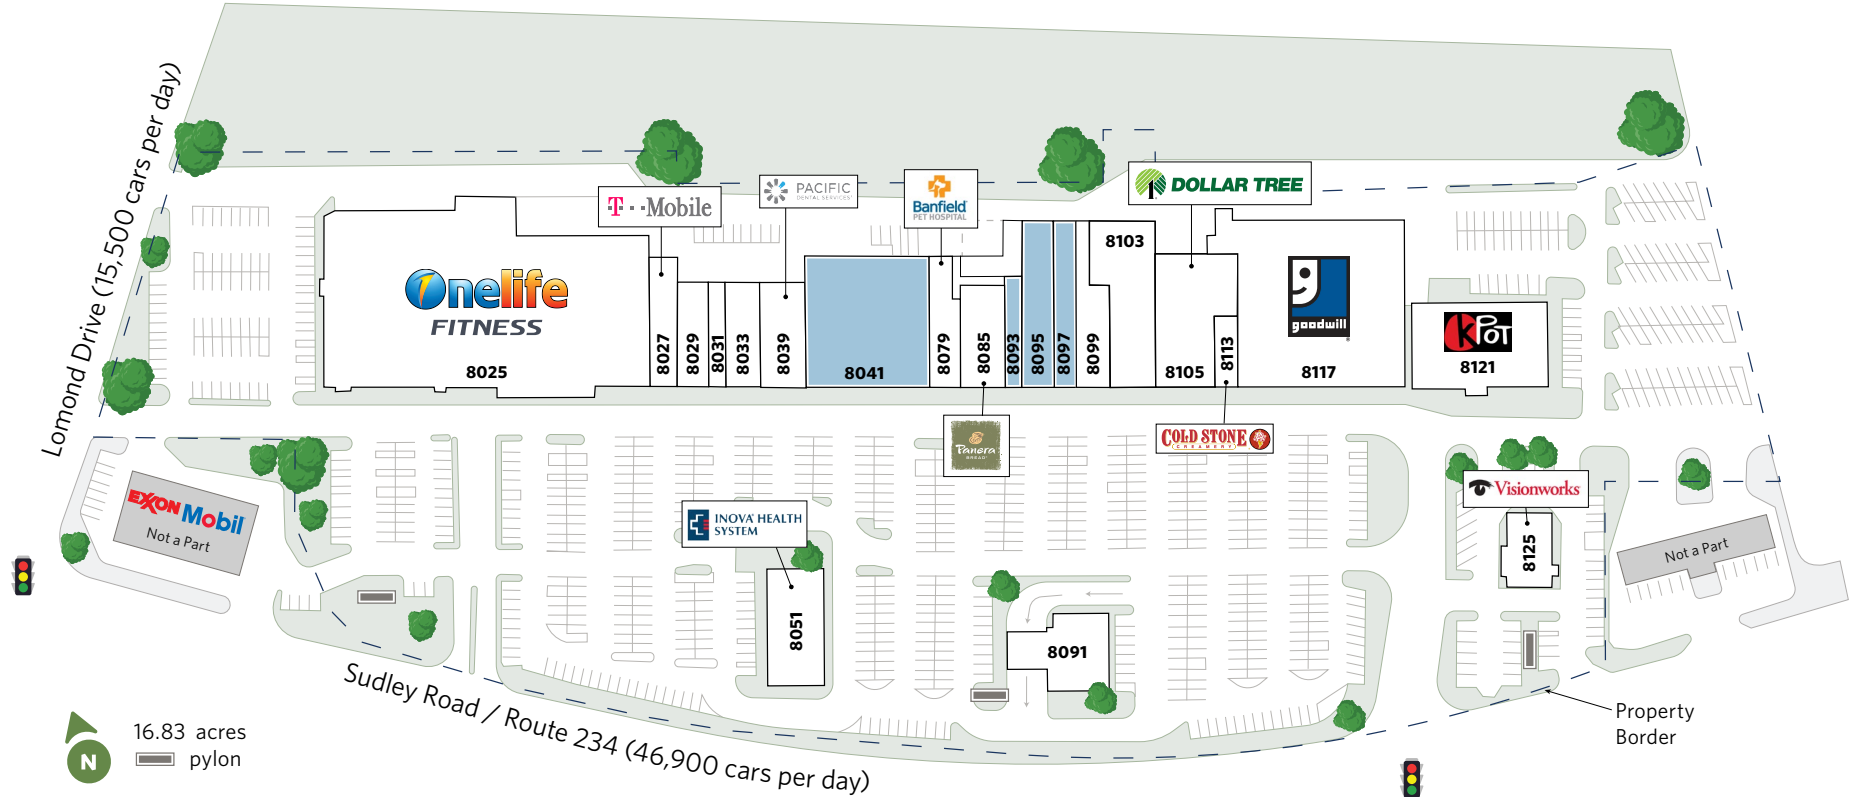 Lomond Drive (15,500 cars per day)
T··Mobile
PACIFIC
DENTAL SERVICES
Banfield
PET HOSPITAL
DOLLAR TREE
Onelife
FITNESS
goodwill
KPOT
8025
8027
8029
8031
8033
8039
8041
8079
8085
8093
8095
8097
8099
8103
8105
8113
8117
8121
Panera
BREAD
COLD STONE
CREAMERY
EXXON Mobil
Not a Part
INOVA HEALTH
SYSTEM
8051
8091
Visionworks
8125
Not a Part
Sudley Road / Route 234 (46,900 cars per day)
Property
Border
N
16.83 acres
pylon